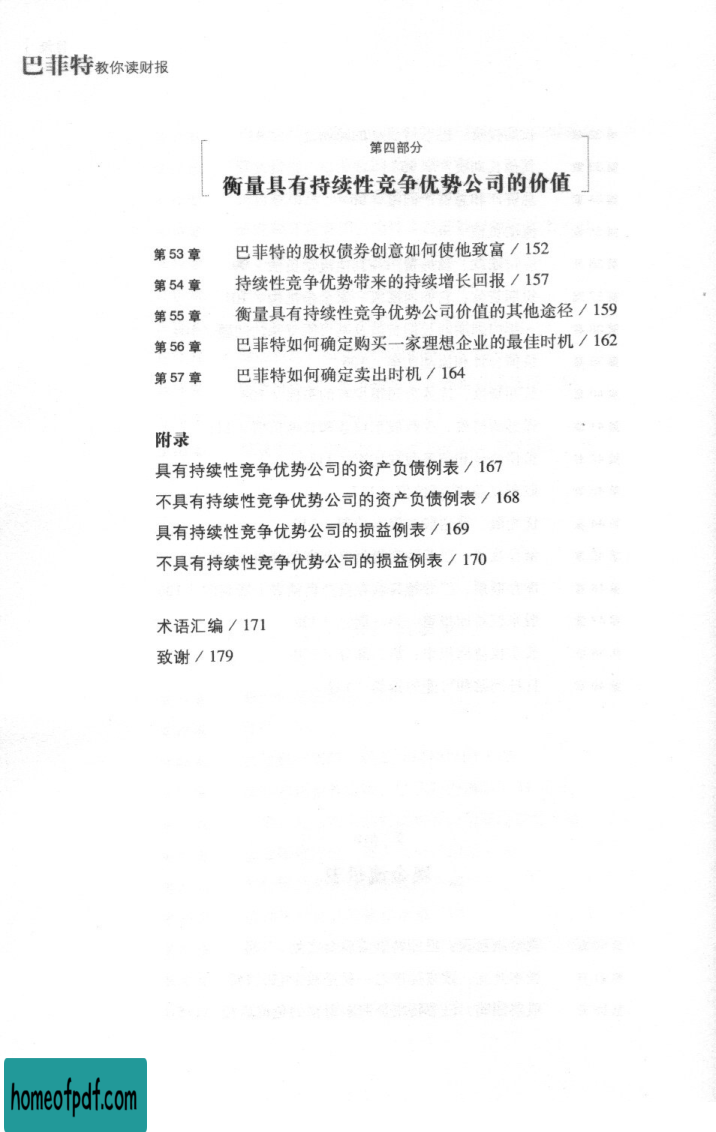 巴菲特教你读财报
第四部分
衡量具有持续性竞争优势公司的价值
第 53 章 巴菲特的股权债券创意如何使他致富 / 152
第 54 章 持续性竞争优势带来的持续增长回报 / 157
第 55 章 衡量具有持续性竞争优势公司价值的其他途径 / 159
第 56 章 巴菲特如何确定购买一家理想企业的最佳时机 / 162
第 57 章 巴菲特如何确定卖出时机 / 164
附录
具有持续性竞争优势公司的资产负债例表 / 167
不具有持续性竞争优势公司的资产负债例表 / 168
具有持续性竞争优势公司的损益例表 / 169
不具有持续性竞争优势公司的损益例表 / 170
术语汇编 / 171
致谢 / 179
homeofpdf.com